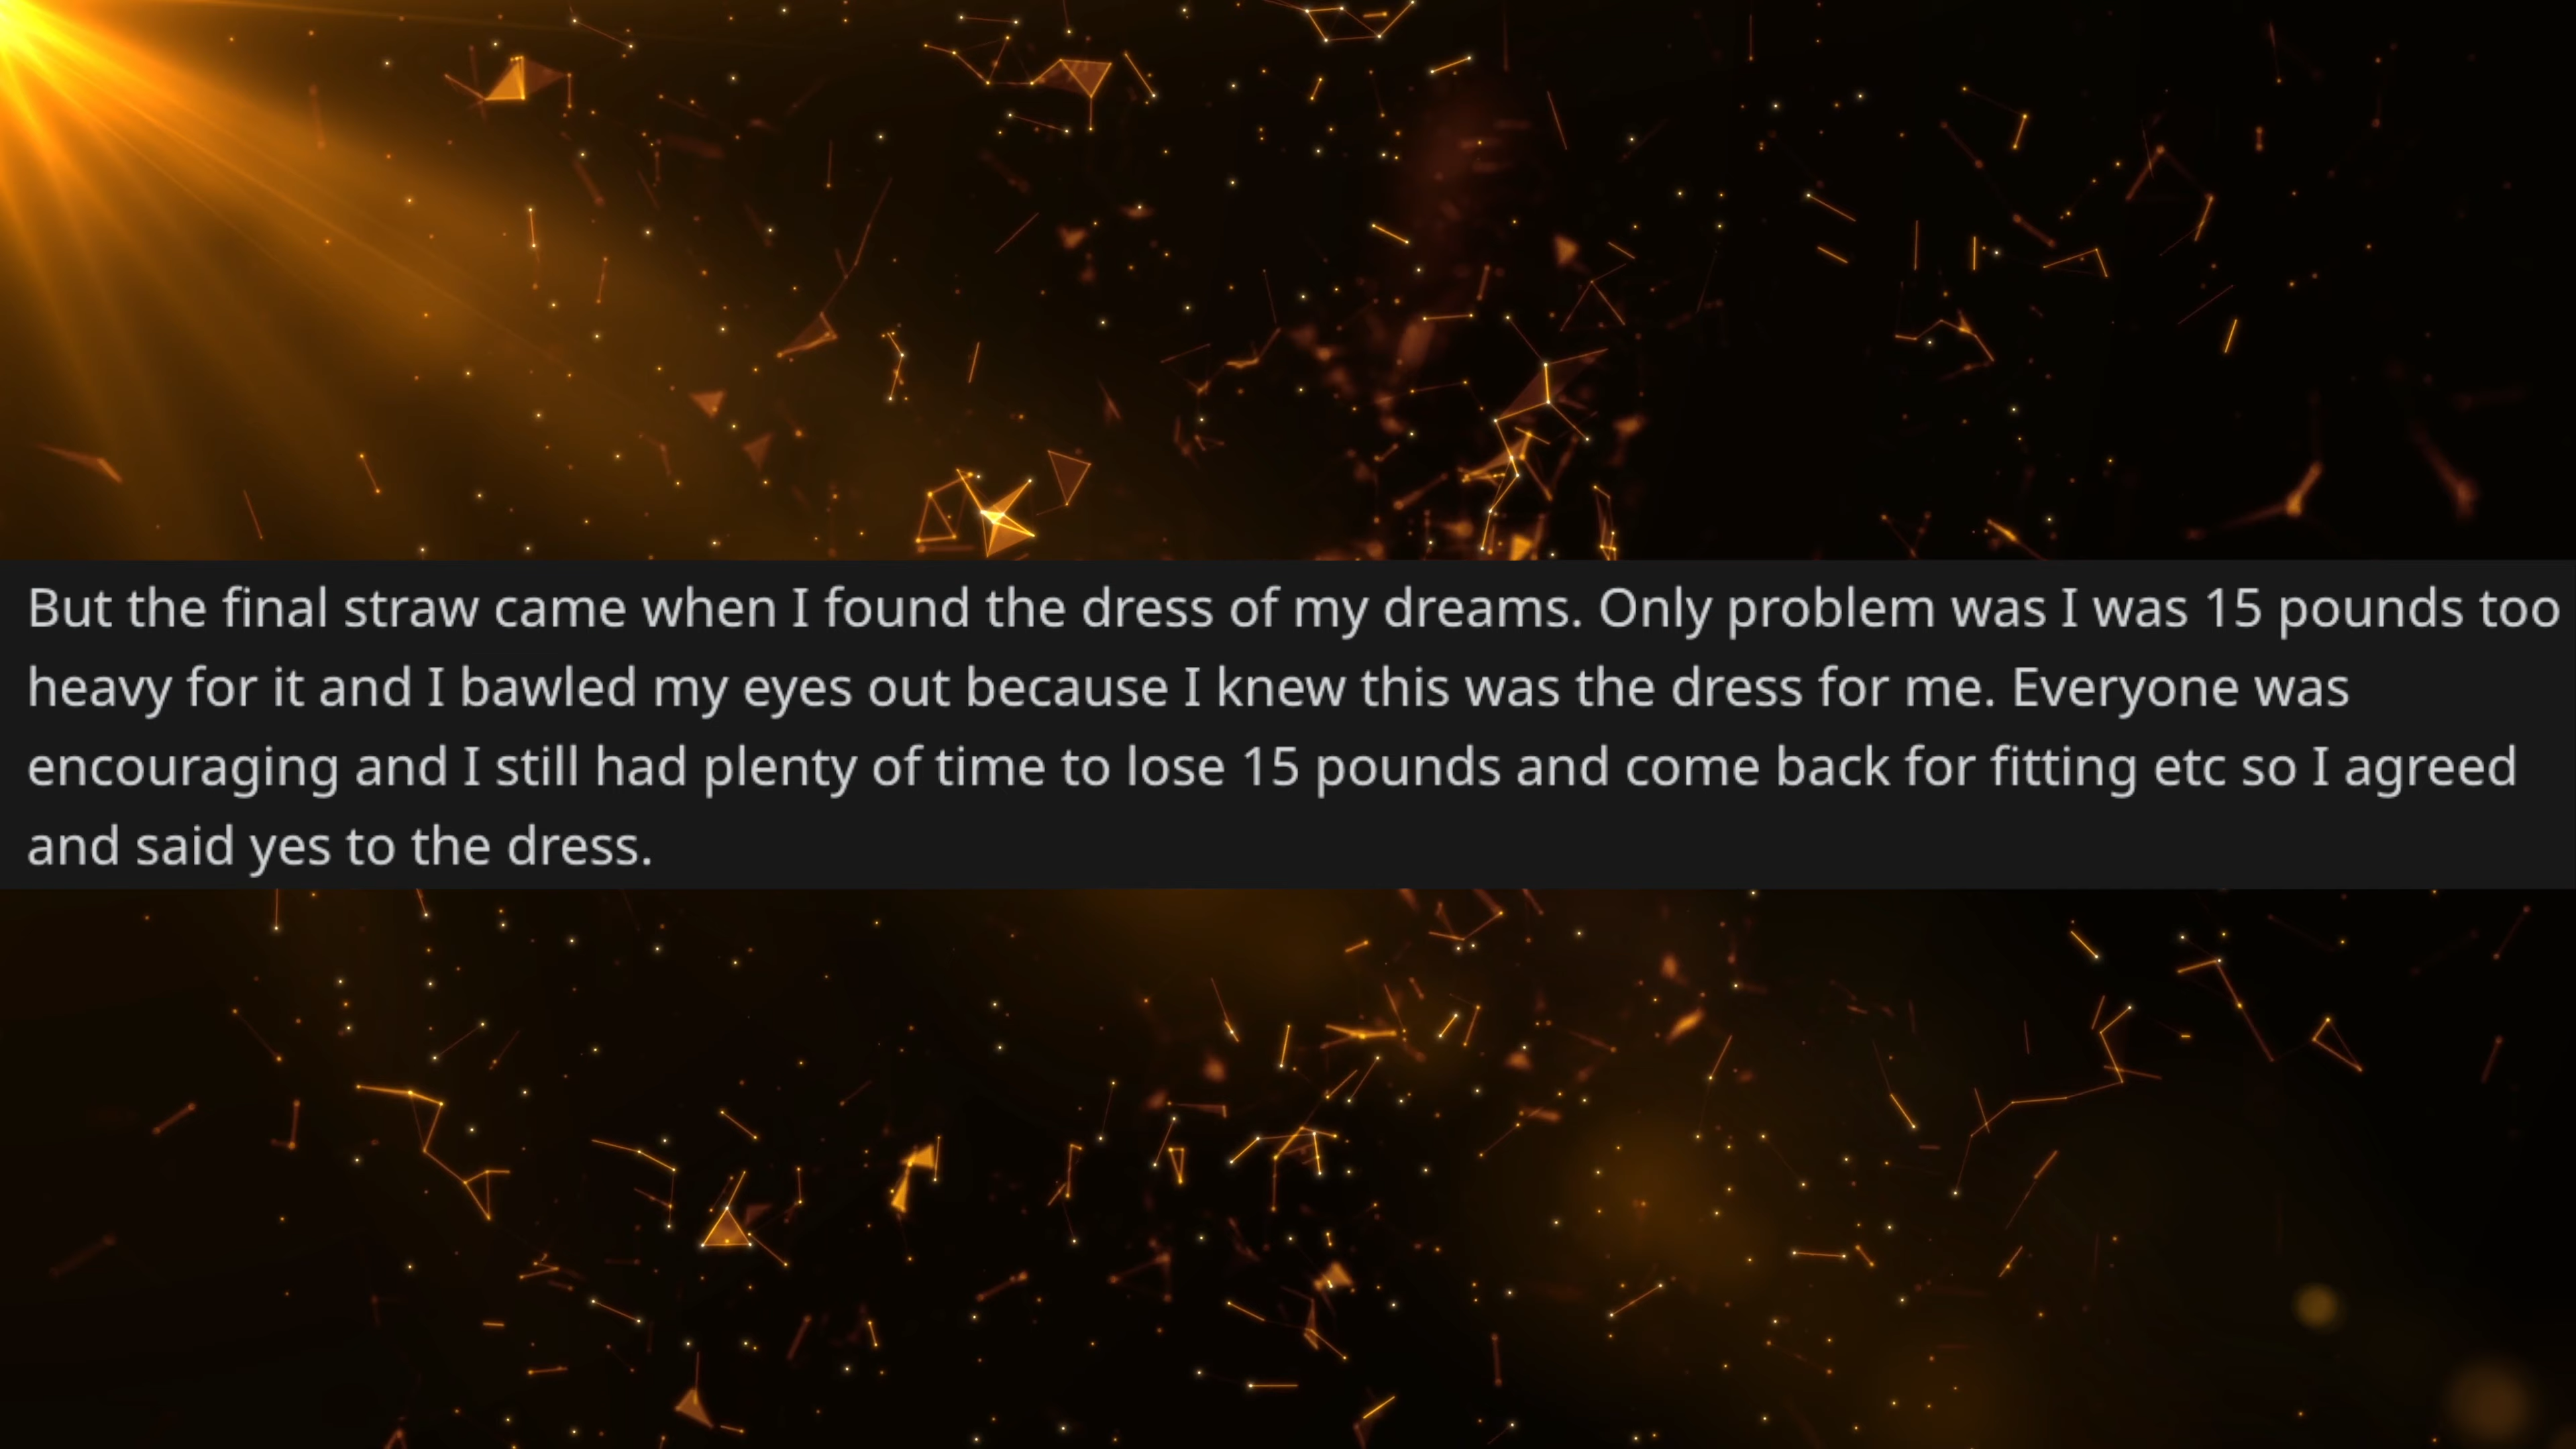 But the final straw came when I found the dress of my dreams. Only problem was I was 15 pounds too
heavy for it and I bawled my eyes out because I knew this was the dress for me. Everyone was
encouraging and I still had plenty of time to lose 15 pounds and come back for fitting etc so I agreed
and said yes to the dress.